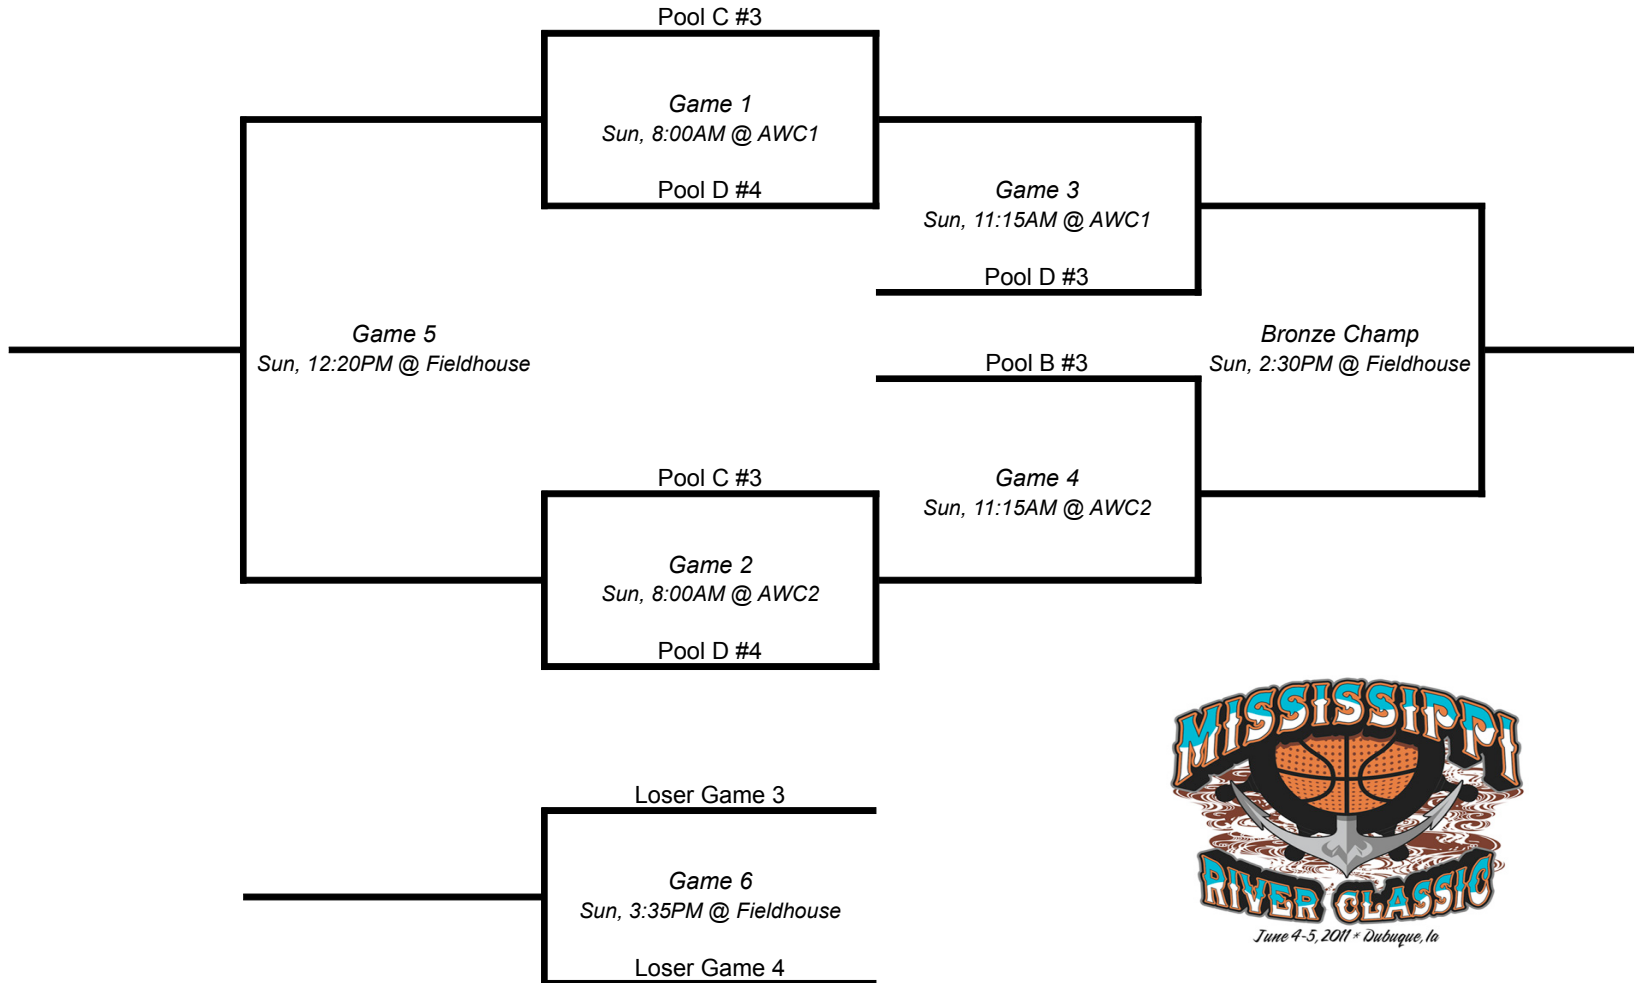 Pool C #3
Game 1
Sun, 8:00AM @ AWC1
Pool D #4
Game 3
Sun, 11:15AM @ AWC1
Pool D #3
Game 5
Sun, 12:20PM @ Fieldhouse
Bronze Champ
Sun, 2:30PM @ Fieldhouse
Pool B #3
Pool C #3
Game 4
Sun, 11:15AM @ AWC2
Game 2
Sun, 8:00AM @ AWC2
Pool D #4
Loser Game 3
Game 6
Sun, 3:35PM @ Fieldhouse
Loser Game 4
MISSISSIPPI
RIVER CLASSIC
June 4-5, 2011 * Dubuque, Ia